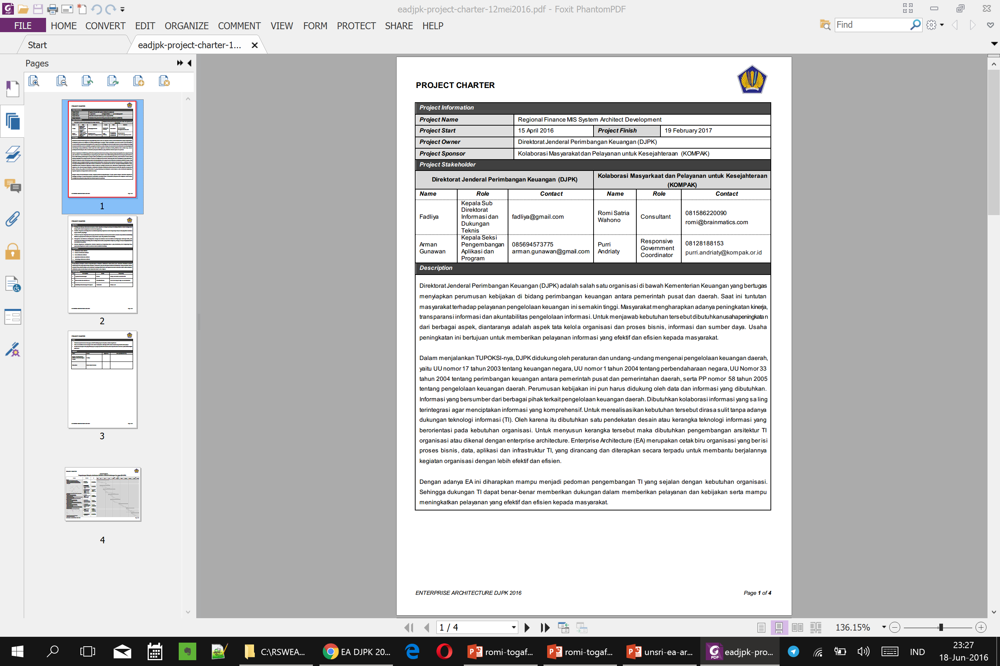 eadjpk-project-charter-12mei2016.pdf - Foxit PhantomPDF
FILE HOME CONVERT EDIT ORGANIZE COMMENT VIEW FORM PROTECT SHARE HELP
Find
Start
eadjpk-project-charter-1...
Pages
1
2
3
4
PROJECT CHARTER
Project Information
Project Name Regional Finance MIS System Architect Development
Project Start 15 April 2016 Project Finish 19 February 2017
Project Owner Direktorat Jenderal Perimbangan Keuangan (DJPK)
Project Sponsor Kolaborasi Masyarakat dan Pelayanan untuk Kesejahteraan (KOMPAK)
Project Stakeholder
Direktorat Jenderal Perimbangan Keuangan (DJPK)
Kolaborasi Masyarkaat dan Pelayanan untuk Kesejahteraan
(KOMPAK)
Name Role Contact Name Role Contact
Fadliya
Kepala Sub
Direktorat
Informasi dan
Dukungan
Teknis
fadliya@gmail.com
Romi Satria
Wahono
Consultant
081586220090
romi@brainmatics.com
Arman
Gunawan
Kepala Seksi
Pengembangan
Aplikasi dan
Program
085694573775
arman.gunawan@gmail.com
Purri
Andriaty
Responsive
Government
Coordinator
08128188153
purri.andriaty@kompak.or.id
Description
Direktorat Jenderal Perimbangan Keuangan (DJPK) adalah salah satu organisasi di bawah Kementerian Keuangan yang bertugas
menyiapkan perumusan kebijakan di bidang perimbangan keuangan antara pemerintah pusat dan daerah. Saat ini tuntutan
masyarakat terhadap pelayanan pengelolaan keuangan ini semakin tinggi. Masyarakat mengharapkan adanya peningkatan kinerja,
transparansi informasi dan akuntabilitas pengelolaan informasi. Untuk menjawab kebutuhan tersebut dibutuhkan usaha peningkatan
dari berbagai aspek, diantaranya adalah aspek tata kelola organisasi dan proses bisnis, informasi dan sumber daya. Usaha
peningkatan ini bertujuan untuk memberikan pelayanan informasi yang efektif dan efisien kepada masyarakat.
Dalam menjalankan TUPOKSI-nya, DJPK didukung oleh peraturan dan undang-undang mengenai pengelolaan keuangan daerah,
yaitu UU nomor 17 tahun 2003 tentang keuangan negara, UU nomor 1 tahun 2004 tentang perbendaharaan negara, UU Nomor 33
tahun 2004 tentang perimbangan keuangan antara pemerintah pusat dan pemerintahan daerah, serta PP nomor 58 tahun 2005
tentang pengelolaan keuangan daerah. Perumusan kebijakan ini pun harus didukung oleh data dan informasi yang dibutuhkan.
Informasi yang bersumber dari berbagai pihak terkait pengelolaan keuangan daerah. Dibutuhkan kolaborasi informasi yang saling
terintegrasi agar menciptakan informasi yang komprehensif. Untuk merealisasikan kebutuhan tersebut dirasa sulit tanpa adanya
dukungan teknologi informasi (TI). Oleh karena itu dibutuhkan satu pendekatan desain atau kerangka teknologi informasi yang
berorientasi pada kebutuhan organisasi. Untuk menyusun kerangka tersebut maka dibutuhkan pengembangan arsitektur TI
organisasi atau dikenal dengan enterprise architecture. Enterprise Architecture (EA) merupakan cetak biru organisasi yang berisi
proses bisnis, data, aplikasi dan infrastruktur TI, yang dirancang dan diterapkan secara terpadu untuk membantu berjalannya
kegiatan organisasi dengan lebih efektif dan efisien.
Dengan adanya EA ini diharapkan mampu menjadi pedoman pengembangan TI yang sejalan dengan kebutuhan organisasi.
Sehingga dukungan TI dapat benar-benar memberikan dukungan dalam memberikan pelayanan dan kebijakan serta mampu
meningkatkan pelayanan yang efektif dan efisien kepada masyarakat.
ENTERPRISE ARCHITECTURE DJPK 2016 Page 1 of 4
1 / 4
136.15%
C:\RSWEA...
EA DJPK 20...
romi-togaf...
romi-togaf...
unsri-ea-ar...
eadjpk-pro...
IND
23:27
18-Jun-2016